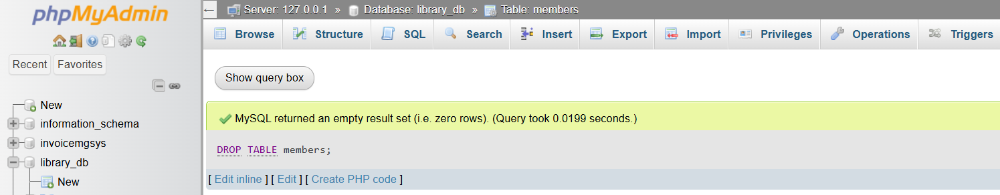 phpMyAdmin
Recent Favorites
New
information_schema
invoicemgsys
library_db
New
Server: 127.0.0.1 » Database: library_db » Table: members
Browse Structure SQL Search Insert Export Import Privileges Operations Triggers
Show query box
MySQL returned an empty result set (i.e. zero rows). (Query took 0.0199 seconds.)
DROP TABLE members;
[ Edit inline ] [ Edit ] [ Create PHP code ]